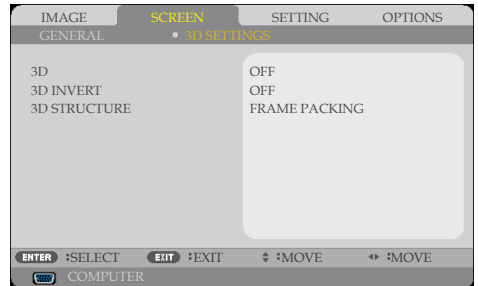 IMAGE SCREEN SETTING OPTIONS
GENERAL • 3D SETTINGS
3D OFF
3D INVERT OFF
3D STRUCTURE FRAME PACKING
ENTER :SELECT EXIT :EXIT :MOVE :MOVE
COMPUTER